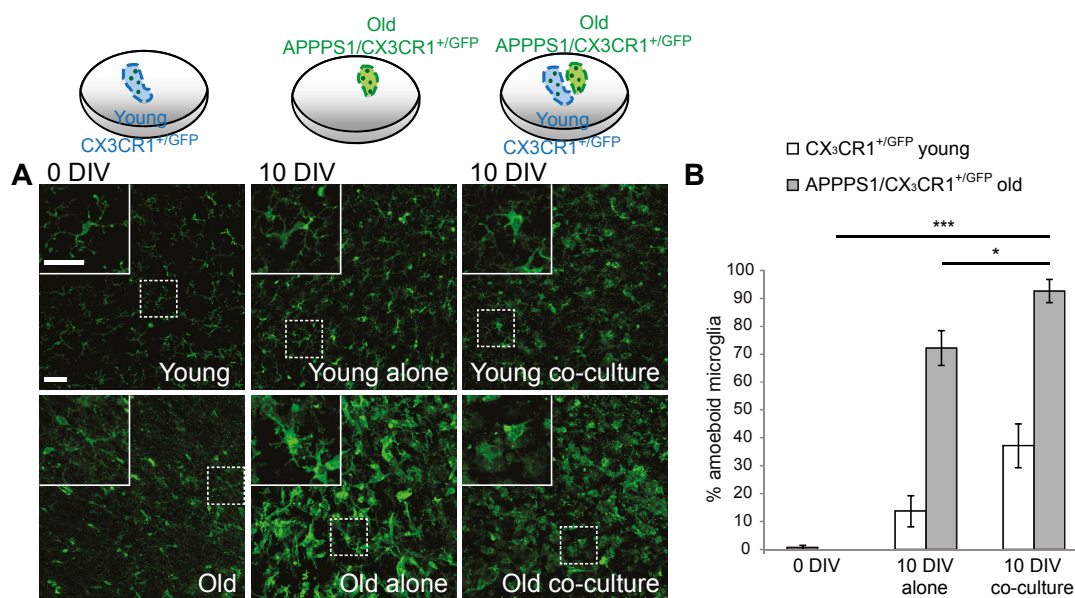 Old
APPPS1/CX3CR1+/GFP
Old
APPPS1/CX3CR1+/GFP
Young
CX3CR1+/GFP
Young
CX3CR1+/GFP
A
0 DIV
10 DIV
10 DIV
Young
Young alone
Young co-culture
Old
Old alone
Old co-culture
B
CX₃CR1+/GFP young
APPPS1/CX₃CR1+/GFP old
***
*
% amoeboid microglia
100
90
80
70
60
50
40
30
20
10
0
0 DIV
10 DIV
alone
10 DIV
co-culture